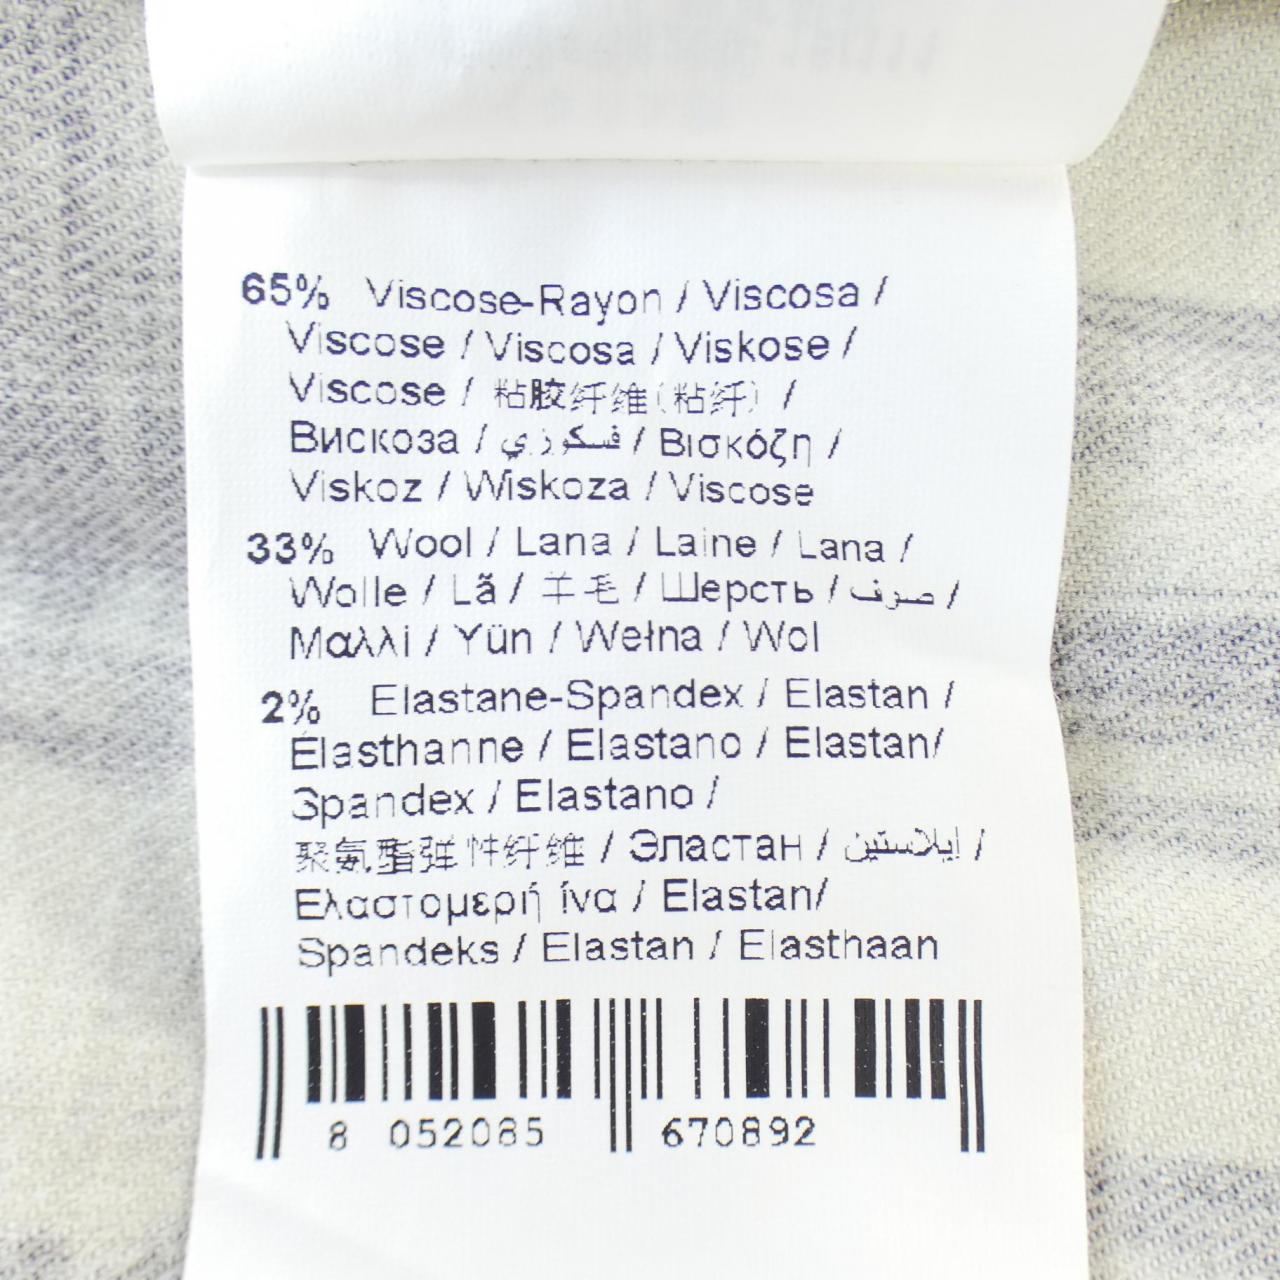 65% Viscose-Rayon / Viscosa /
Viscose / Viscosa / Viskose /
Viscose / 粘胶纤维(粘纤) /
Вискоза / فسكوزي / Βισκόζη /
Viskoz / Wiskoza / Viscose
33% Wool / Lana / Laine / Lana /
Wolle / Lã / 羊毛 / Шерсть / صوف /
Μαλλί / Yün / Wełna / Wol
2% Elastane-Spandex / Elastan /
Élasthanne / Elastano / Elastan/
Spandex / Elastano /
聚氨酯弹性纤维 / Эластан / إيلاستين /
Ελαστομερή ίνα / Elastan/
Spandeks / Elastan / Elasthaan
8 052085 670892